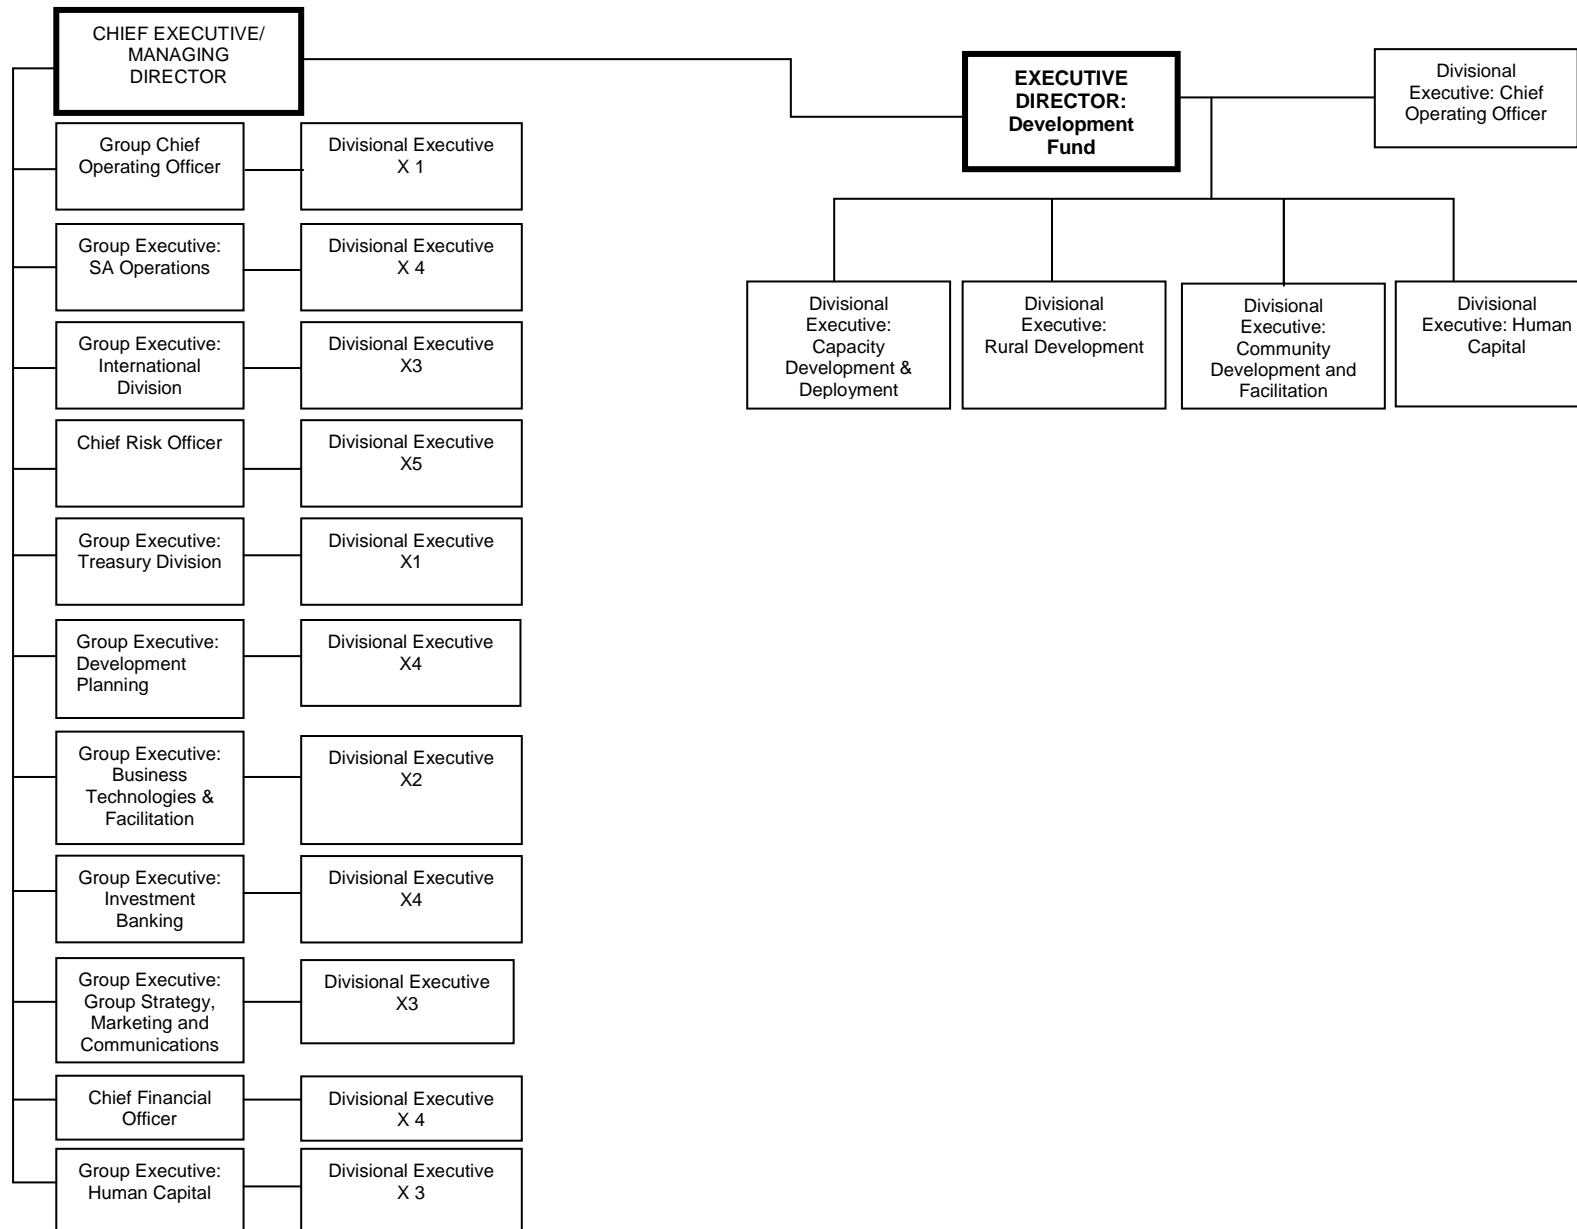 CHIEF EXECUTIVE/
MANAGING
DIRECTOR
EXECUTIVE
DIRECTOR:
Development
Fund
Divisional
Executive: Chief
Operating Officer
Group Chief
Operating Officer
Divisional Executive
X 1
Group Executive:
SA Operations
Divisional Executive
X 4
Divisional
Executive:
Capacity
Development &
Deployment
Divisional
Executive:
Rural Development
Divisional
Executive:
Community
Development and
Facilitation
Divisional
Executive: Human
Capital
Group Executive:
International
Division
Divisional Executive
X3
Chief Risk Officer
Divisional Executive
X5
Group Executive:
Treasury Division
Divisional Executive
X1
Group Executive:
Development
Planning
Divisional Executive
X4
Group Executive:
Business
Technologies &
Facilitation
Divisional Executive
X2
Group Executive:
Investment
Banking
Divisional Executive
X4
Group Executive:
Group Strategy,
Marketing and
Communications
Divisional Executive
X3
Chief Financial
Officer
Divisional Executive
X 4
Group Executive:
Human Capital
Divisional Executive
X 3